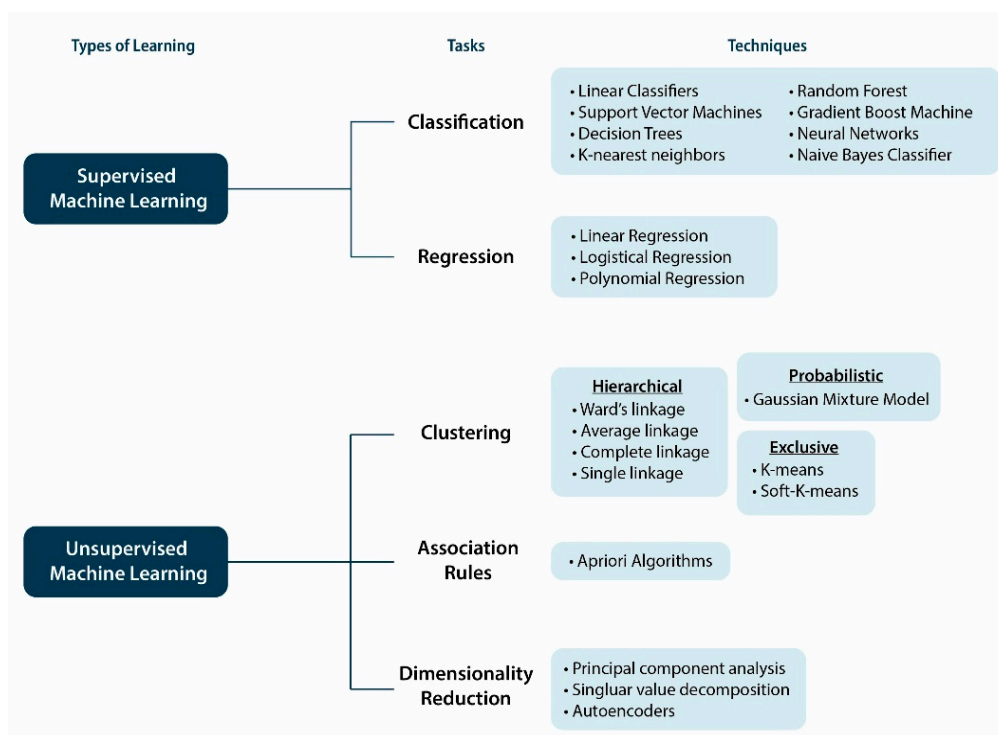 Types of Learning
Tasks
Techniques
Supervised
Machine Learning
Classification
• Linear Classifiers
• Support Vector Machines
• Decision Trees
• K-nearest neighbors
• Random Forest
• Gradient Boost Machine
• Neural Networks
• Naive Bayes Classifier
Regression
• Linear Regression
• Logistical Regression
• Polynomial Regression
Unsupervised
Machine Learning
Clustering
Hierarchical
• Ward's linkage
• Average linkage
• Complete linkage
• Single linkage
Probabilistic
• Gaussian Mixture Model
Exclusive
• K-means
• Soft-K-means
Association
Rules
• Apriori Algorithms
Dimensionality
Reduction
• Principal component analysis
• Singluar value decomposition
• Autoencoders